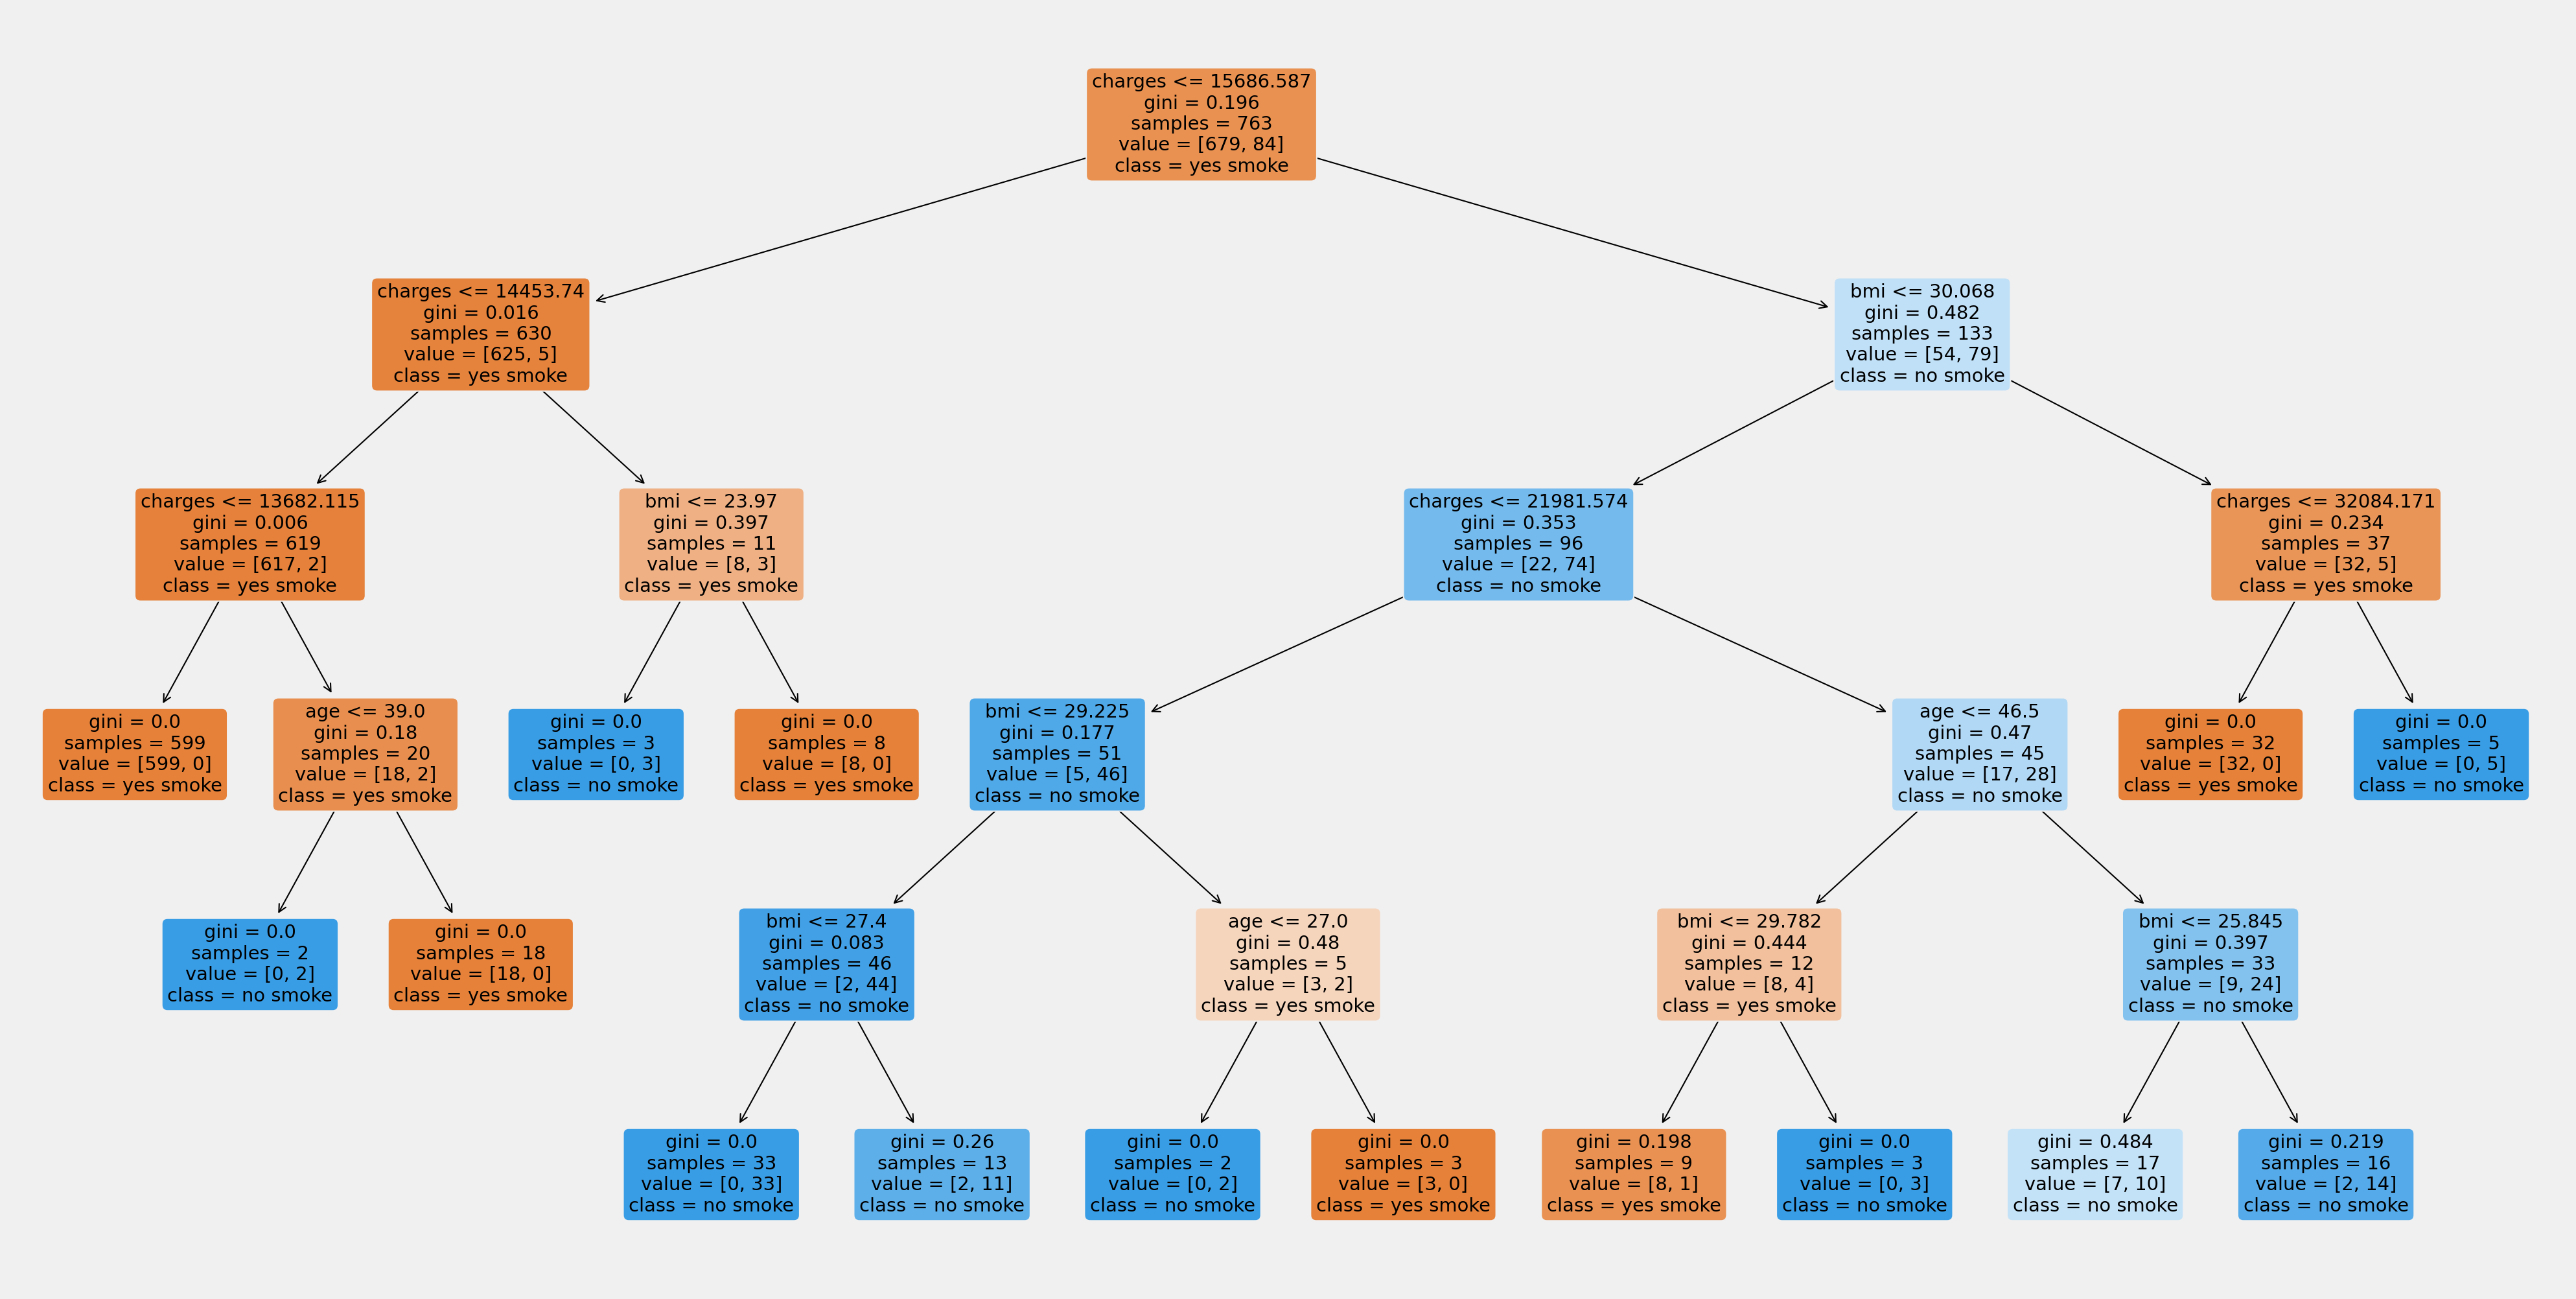 charges <= 15686.587
gini = 0.196
samples = 763
value = [679, 84]
class = yes smoke
charges <= 14453.74
gini = 0.016
samples = 630
value = [625, 5]
class = yes smoke
bmi <= 30.068
gini = 0.482
samples = 133
value = [54, 79]
class = no smoke
charges <= 13682.115
gini = 0.006
samples = 619
value = [617, 2]
class = yes smoke
bmi <= 23.97
gini = 0.397
samples = 11
value = [8, 3]
class = yes smoke
charges <= 21981.574
gini = 0.353
samples = 96
value = [22, 74]
class = no smoke
charges <= 32084.171
gini = 0.234
samples = 37
value = [32, 5]
class = yes smoke
gini = 0.0
samples = 599
value = [599, 0]
class = yes smoke
age <= 39.0
gini = 0.18
samples = 20
value = [18, 2]
class = yes smoke
gini = 0.0
samples = 3
value = [0, 3]
class = no smoke
gini = 0.0
samples = 8
value = [8, 0]
class = yes smoke
bmi <= 29.225
gini = 0.177
samples = 51
value = [5, 46]
class = no smoke
age <= 46.5
gini = 0.47
samples = 45
value = [17, 28]
class = no smoke
gini = 0.0
samples = 32
value = [32, 0]
class = yes smoke
gini = 0.0
samples = 5
value = [0, 5]
class = no smoke
gini = 0.0
samples = 2
value = [0, 2]
class = no smoke
gini = 0.0
samples = 18
value = [18, 0]
class = yes smoke
bmi <= 27.4
gini = 0.083
samples = 46
value = [2, 44]
class = no smoke
age <= 27.0
gini = 0.48
samples = 5
value = [3, 2]
class = yes smoke
bmi <= 29.782
gini = 0.444
samples = 12
value = [8, 4]
class = yes smoke
bmi <= 25.845
gini = 0.397
samples = 33
value = [9, 24]
class = no smoke
gini = 0.0
samples = 33
value = [0, 33]
class = no smoke
gini = 0.26
samples = 13
value = [2, 11]
class = no smoke
gini = 0.0
samples = 2
value = [0, 2]
class = no smoke
gini = 0.0
samples = 3
value = [3, 0]
class = yes smoke
gini = 0.198
samples = 9
value = [8, 1]
class = yes smoke
gini = 0.0
samples = 3
value = [0, 3]
class = no smoke
gini = 0.484
samples = 17
value = [7, 10]
class = no smoke
gini = 0.219
samples = 16
value = [2, 14]
class = no smoke